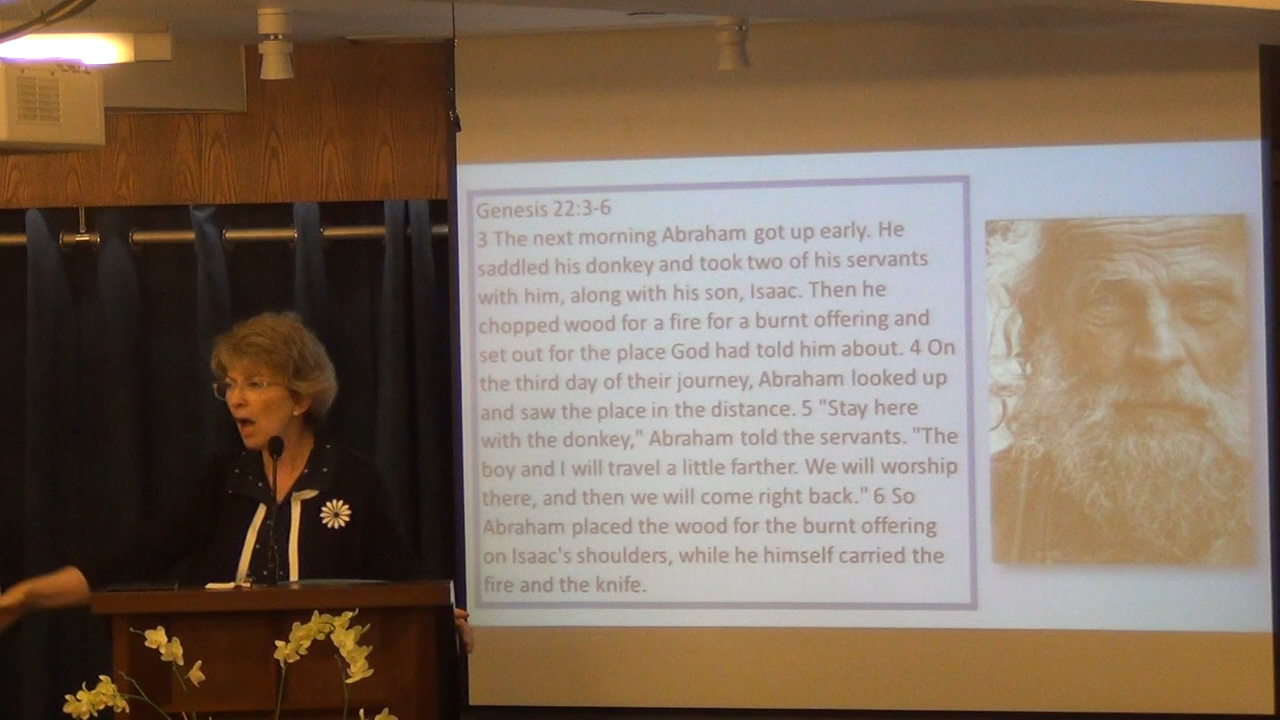 Genesis 22:3-6
3 The next morning Abraham got up early. He
saddled his donkey and took two of his servants
with him, along with his son, Isaac. Then he
chopped wood for a fire for a burnt offering and
set out for the place God had told him about. 4 On
the third day of their journey, Abraham looked up
and saw the place in the distance. 5 "Stay here
with the donkey," Abraham told the servants. "The
boy and I will travel a little farther. We will worship
there, and then we will come right back." 6 So
Abraham placed the wood for the burnt offering
on Isaac's shoulders, while he himself carried the
fire and the knife.